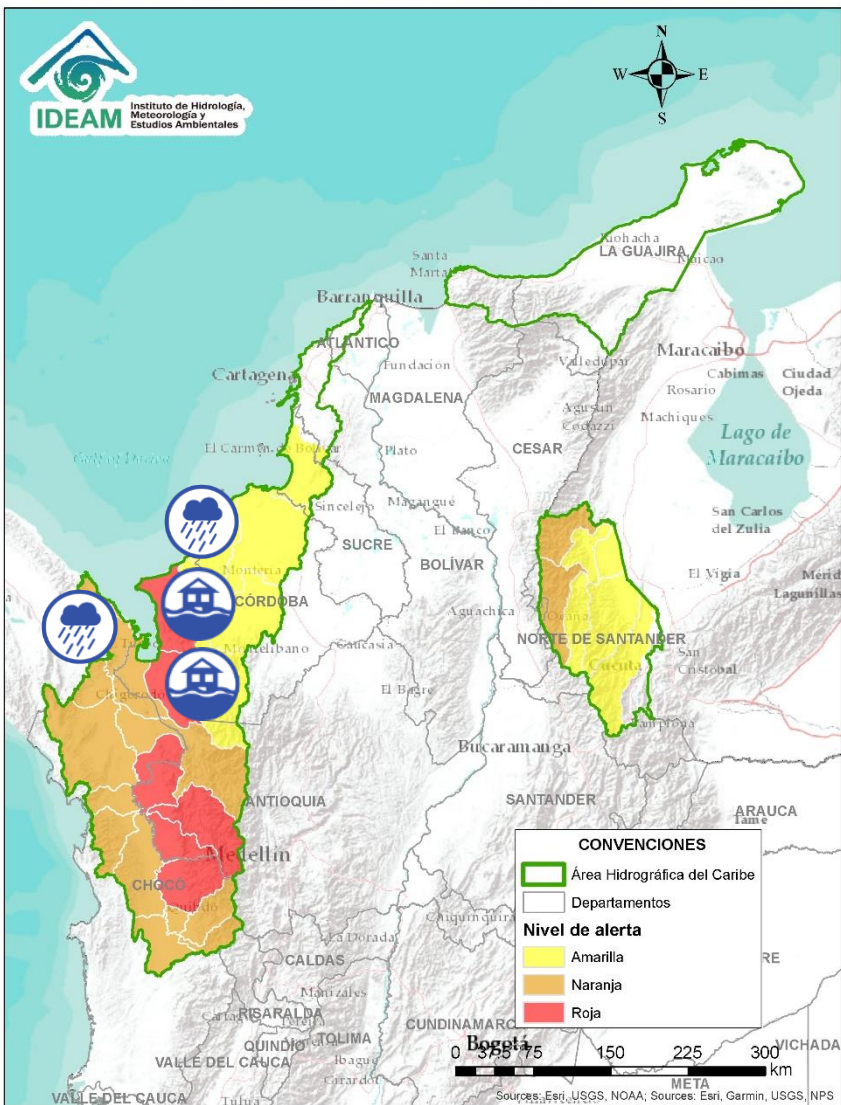 IDEAM
Instituto de Hidrología,
Meteorología y
Estudios Ambientales
N
W
E
S
Riohacha
LA GUAJIRA
Maicao
Santa
Marta
Barranquilla
ATLÁNTICO
Cartagena
Fundación
Valledupar
Maracaibo
Cabimas
Ciudad
Ojeda
Rosario
Machiques
MAGDALENA
Agustín
Codazzi
Lago de
Maracaibo
El Carmen de Bolívar
Plato
CESAR
Sincelejo
Magangué
El Banco
San Carlos
del Zulia
SUCRE
BOLÍVAR
El Vigía
Mérid
Lagunillas
Montería
CÓRDOBA
Aguachica
Ocaña
NORTE DE SANTANDER
Montelíbano
Caucasia
Cúcuta
San
Cristóbal
Chigorodó
El Bagre
Pamplona
Bucaramanga
ANTIOQUIA
SANTANDER
ARAUCA
Tame
Medellín
CHOCÓ
Quibdó
Chiquinquirá
La Dorada
CALDAS
Manizales
RISARALDA
Pereira
QUINDÍO
TOLIMA
CUNDINAMARC
Bogotá
VALLE DEL CAUCA
Ibagué
Girardot
VICHADA
META
VALLE DEL CAUCA
Tuluá
CONVENCIONES
Área Hidrográfica del Caribe
Departamentos
Nivel de alerta
Amarilla
Naranja
Roja
RE
0 37,5 75 150 225 300
km
Sources: Esri, USGS, NOAA; Sources: Esri, Garmin, USGS, NPS